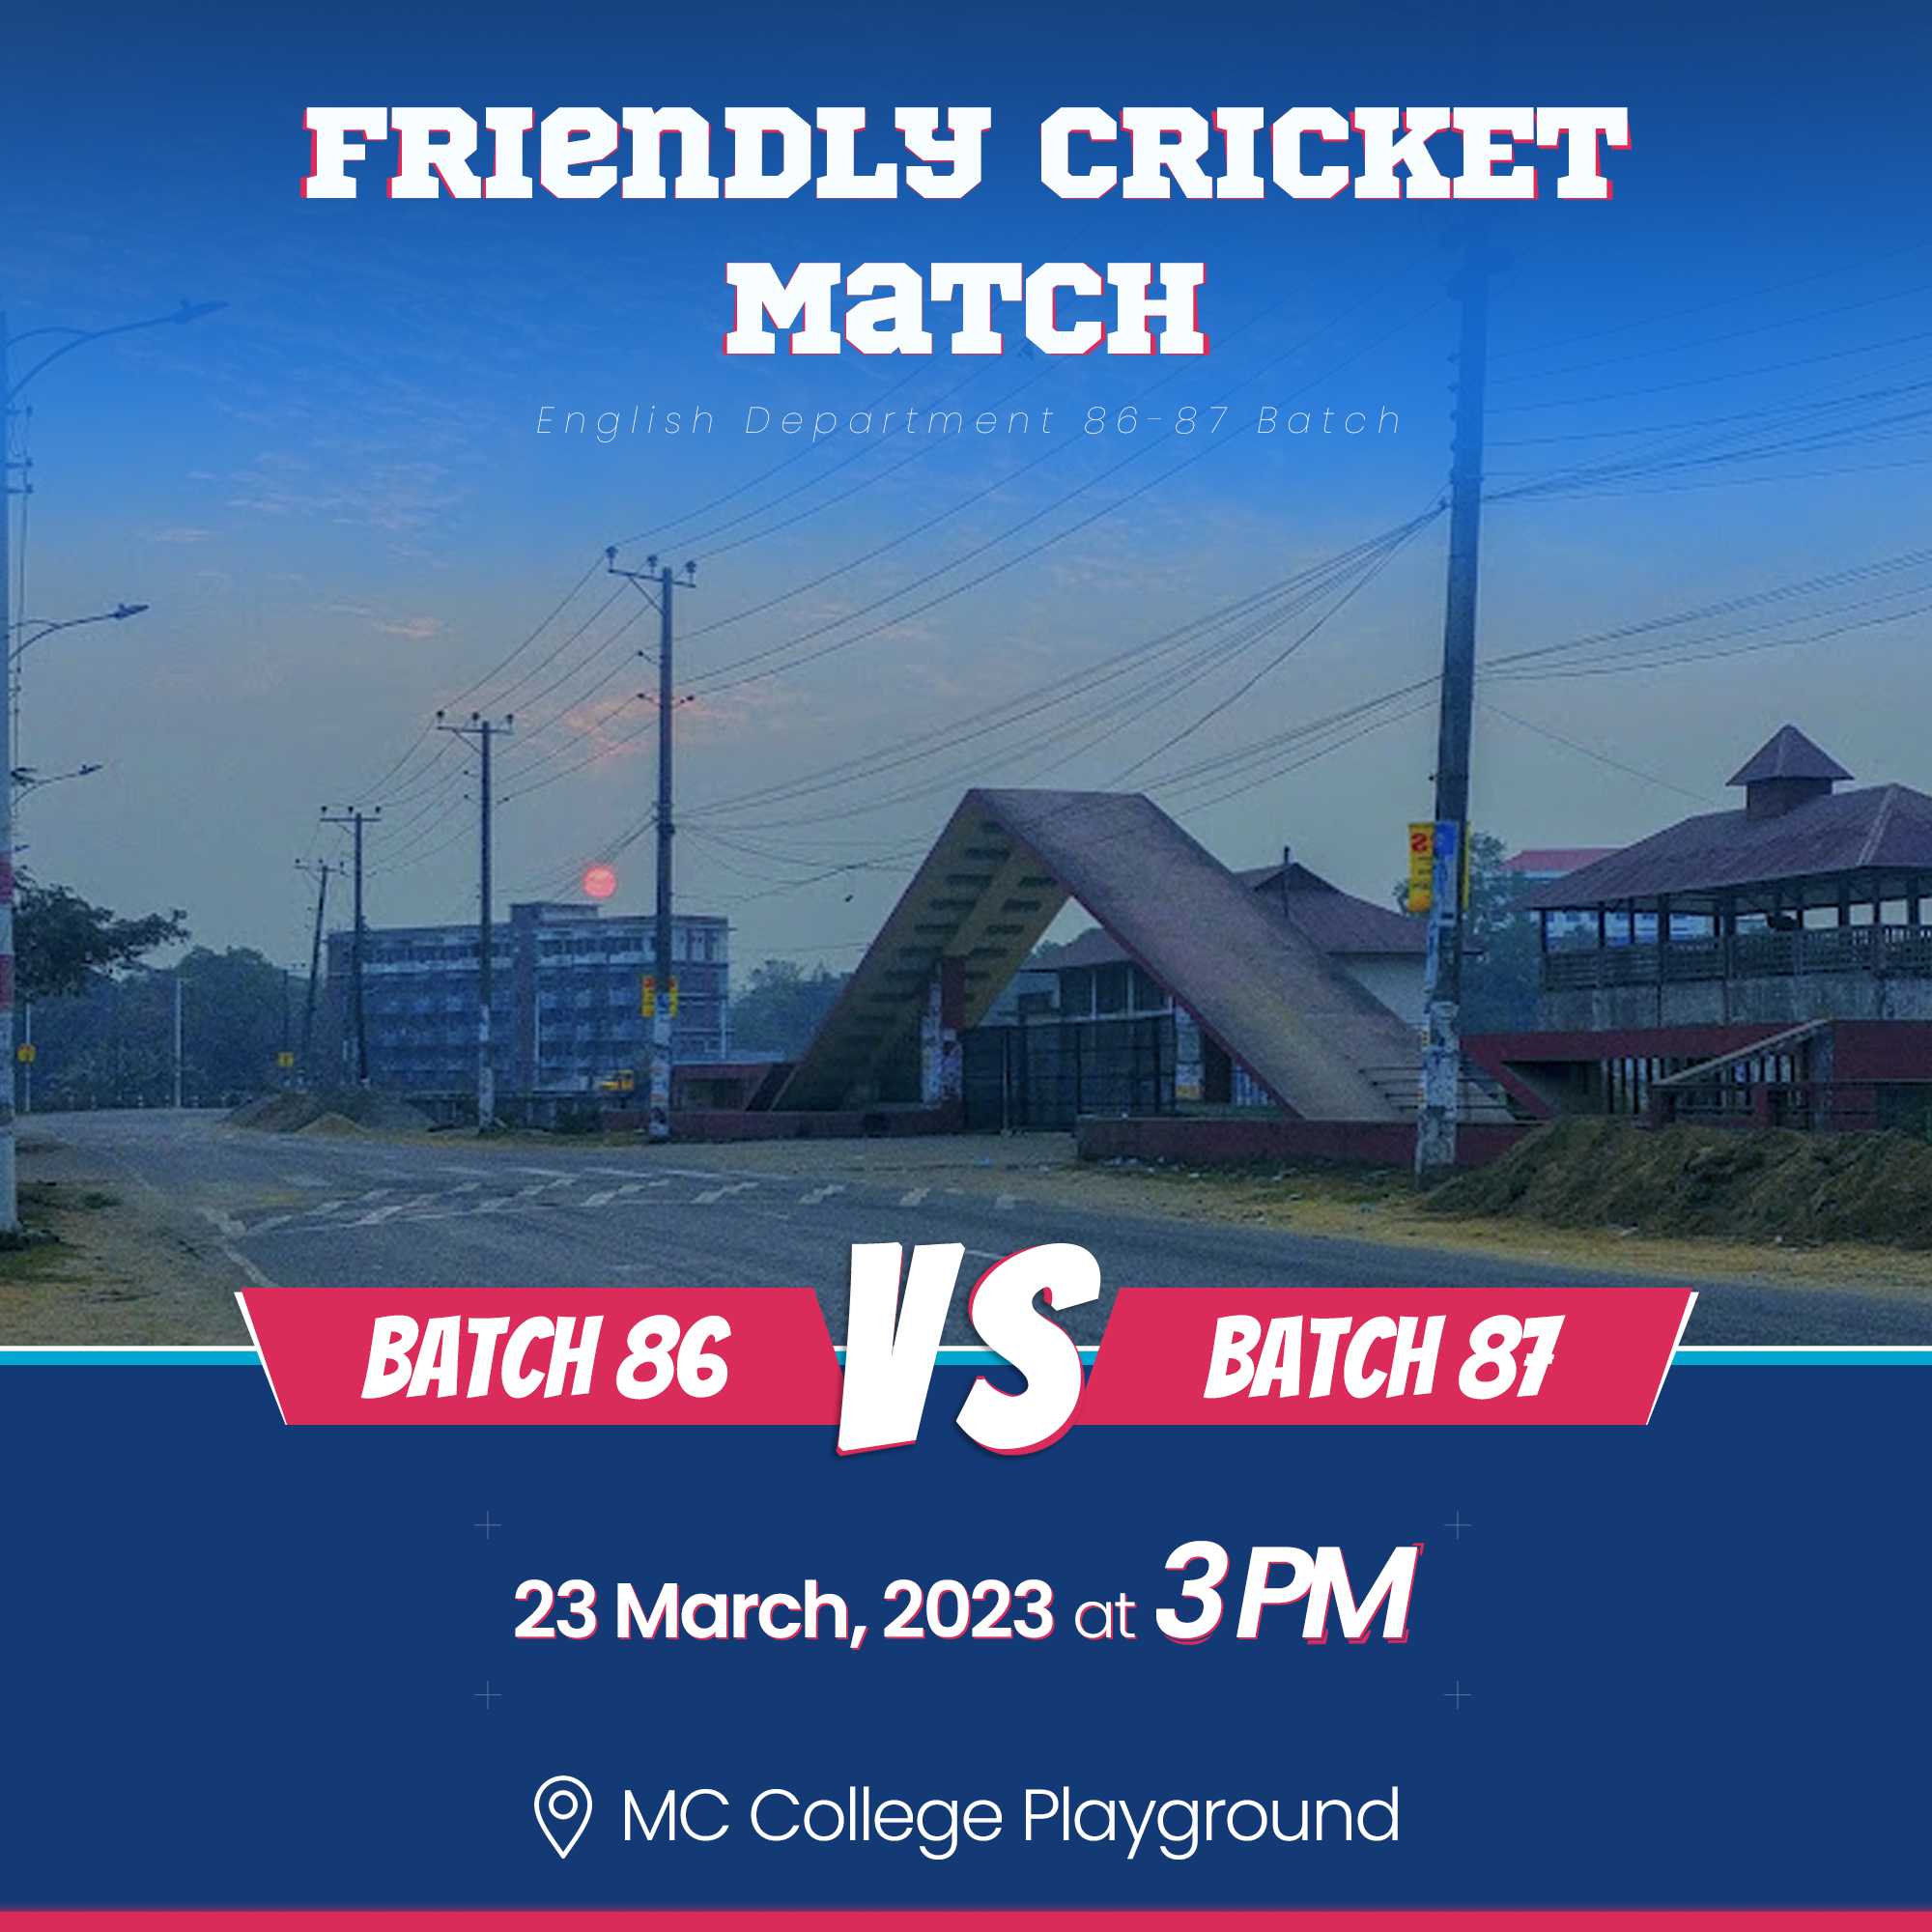 FRIenDLY CRICKET
MaTCH
English Department 86-87 Batch
BATCH 86 VS BATCH 87
23 March, 2023 at 3 PM
MC College Playground